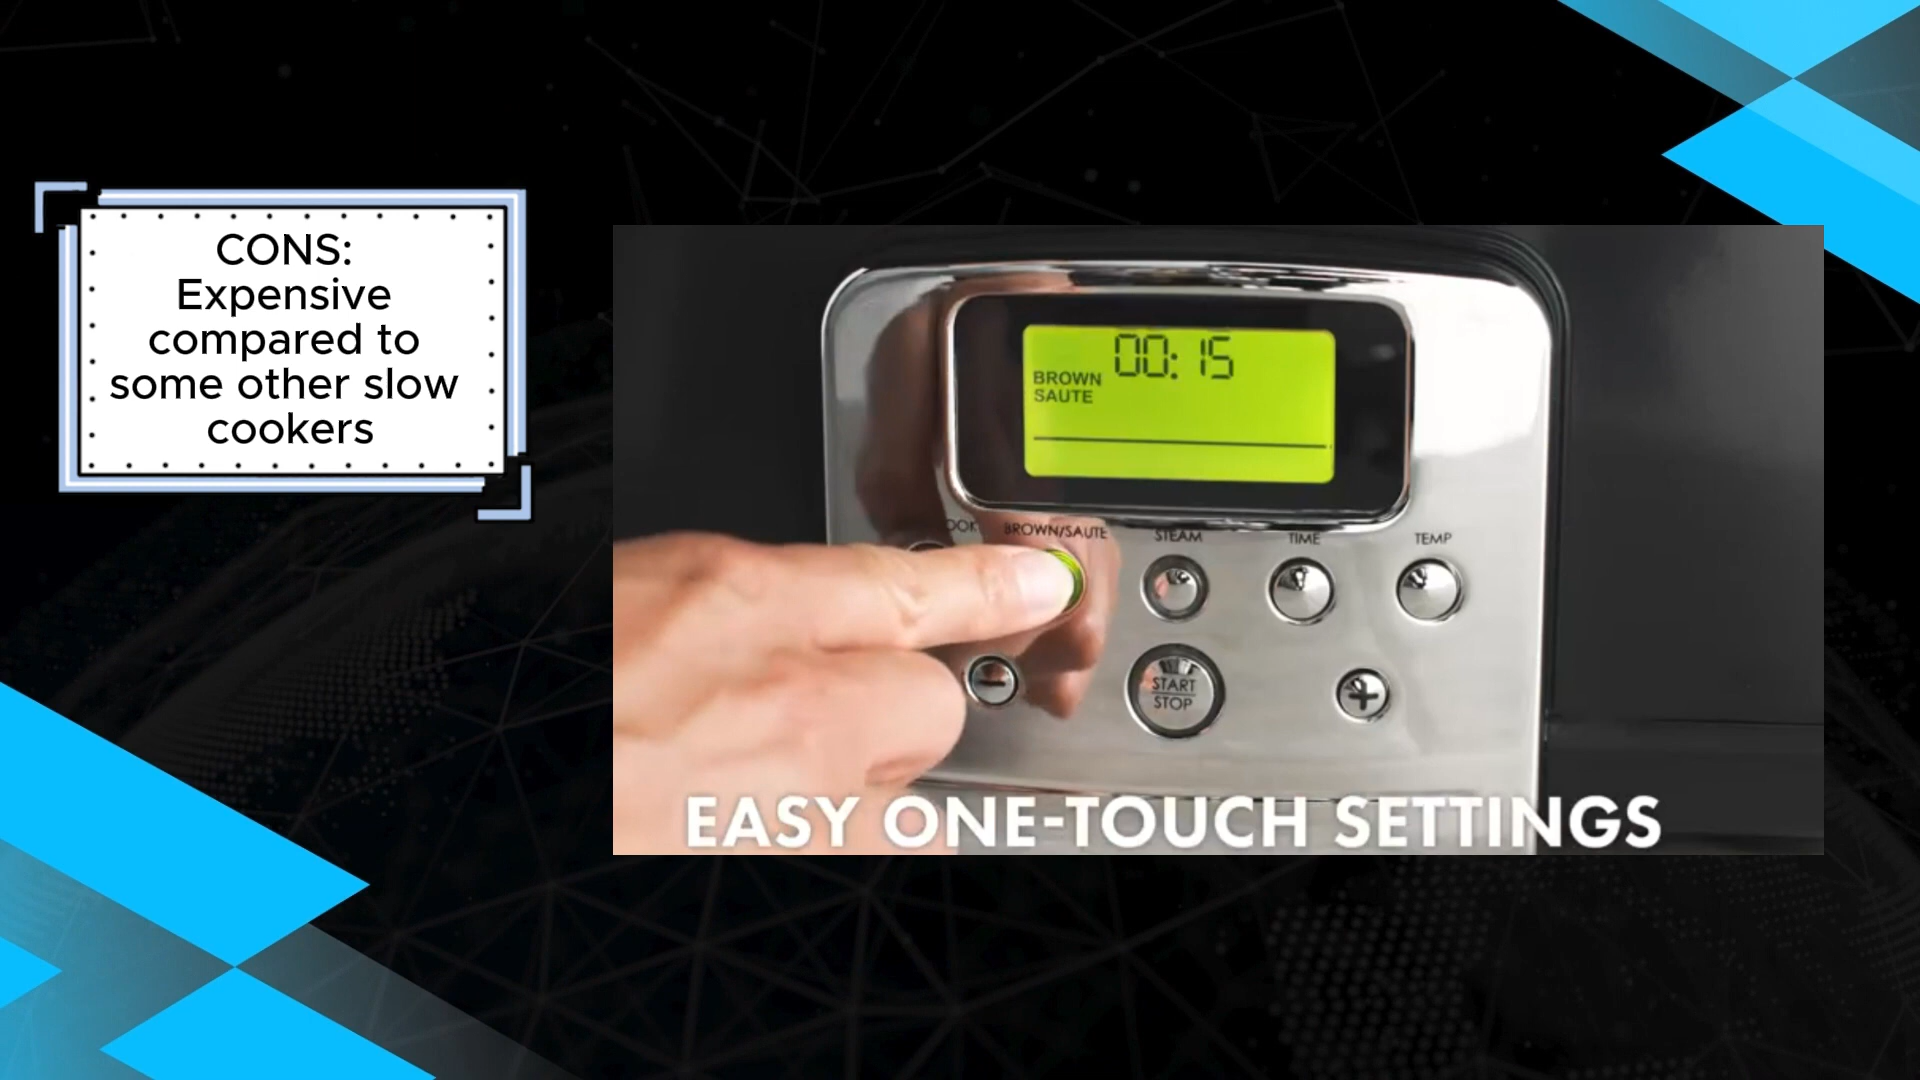 CONS:
Expensive
compared to
some other slow
cookers
00:15
BROWN
SAUTE
BROWN/SAUTE
STEAM
TIME
TEMP
START
STOP
EASY ONE-TOUCH SETTINGS